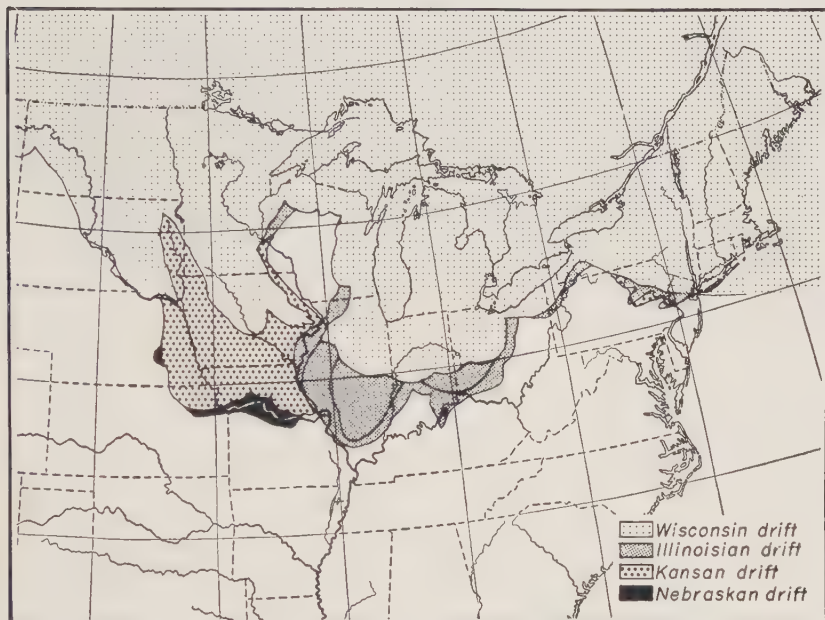 Wisconsin drift
Illinoisian drift
Kansan drift
Nebraskan drift